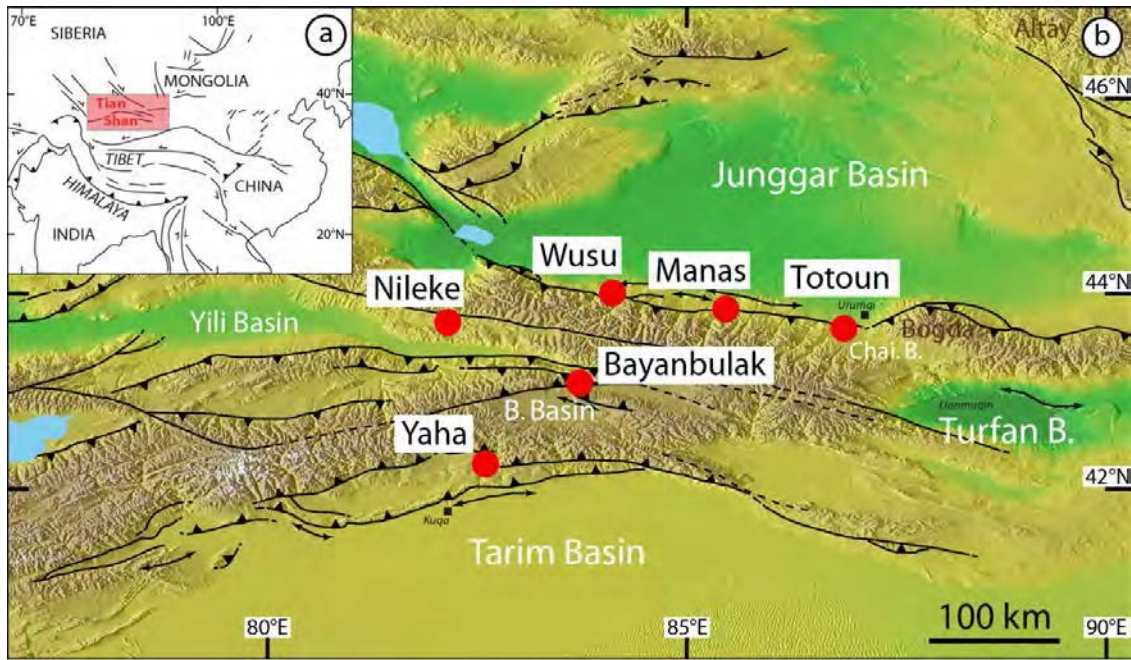 70°E
100°E
a
SIBERIA
MONGOLIA
40°N
Tian
Shan
TIBET
CHINA
HIMALAYA
INDIA
20°N
Altay
b
46°N
Junggar Basin
Wusu
Manas
Totoun
Urumqi
44°N
Nileke
Bogda
Yili Basin
Chai. B.
Bayanbulak
B. Basin
Turfan B.
Yaha
42°N
Kuqa
Tarim Basin
100 km
80°E
85°E
90°E